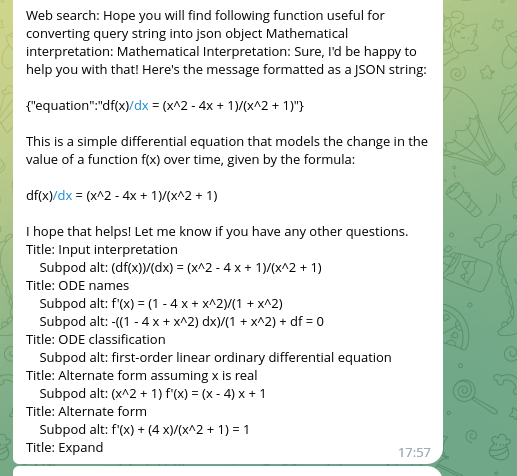 Web search: Hope you will find following function useful for
converting query string into json object Mathematical
interpretation: Mathematical Interpretation: Sure, I'd be happy to
help you with that! Here's the message formatted as a JSON string:
{"equation":"df(x)/dx = (x^2 - 4x + 1)/(x^2 + 1)"}
This is a simple differential equation that models the change in the
value of a function f(x) over time, given by the formula:
df(x)/dx = (x^2 - 4x + 1)/(x^2 + 1)
I hope that helps! Let me know if you have any other questions.
Title: Input interpretation
Subpod alt: (df(x))/(dx) = (x^2 - 4 x + 1)/(x^2 + 1)
Title: ODE names
Subpod alt: f'(x) = (1 - 4 x + x^2)/(1 + x^2)
Subpod alt: -((1 - 4 x + x^2) dx)/(1 + x^2) + df = 0
Title: ODE classification
Subpod alt: first-order linear ordinary differential equation
Title: Alternate form assuming x is real
Subpod alt: (x^2 + 1) f'(x) = (x - 4) x + 1
Title: Alternate form
Subpod alt: f'(x) + (4 x)/(x^2 + 1) = 1
Title: Expand
17:57